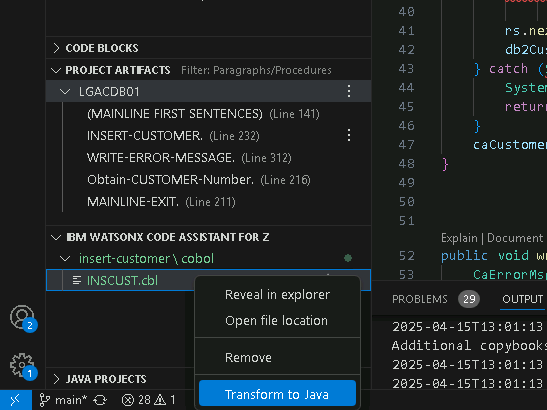 CODE BLOCKS
PROJECT ARTIFACTS Filter: Paragraphs/Procedures
LGACDB01
(MAINLINE FIRST SENTENCES) (Line 141)
INSERT-CUSTOMER. (Line 232)
WRITE-ERROR-MESSAGE. (Line 312)
Obtain-CUSTOMER-Number. (Line 216)
MAINLINE-EXIT. (Line 211)
IBM WATSONX CODE ASSISTANT FOR Z
insert-customer \ cobol
INSCUST.cbl
Reveal in explorer
Open file location
Remove
Transform to Java
JAVA PROJECTS
2
1
main*
28 1
40
41 rs.nex
42 db2Cus
43 } catch (S
44 System
45 return
46 }
47 caCustome
48 }
49
50
51
Explain | Document
52 public void wr
53 CaErrorMs
PROBLEMS 29 OUTPUT
2025-04-15T13:01:13
Additional copybooks
2025-04-15T13:01:13
2025-04-15T13:01:13